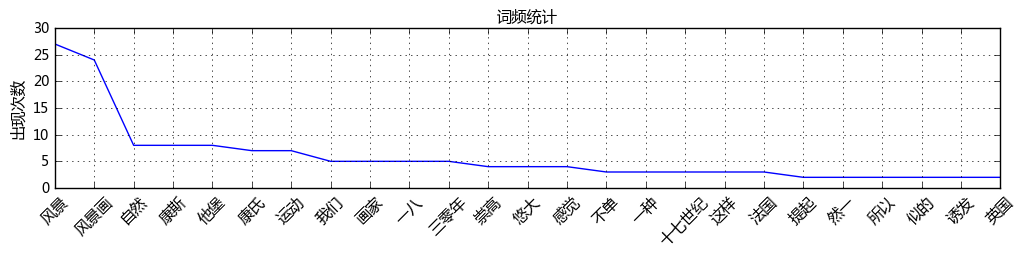 词频统计
出现次数
30
25
20
15
10
5
0
风景
风景画
自然
康斯
他堡
康氏
运动
我们
画家
一八
三零年
崇高
悠大
感觉
不单
一种
十七世纪
这样
法国
提起
然一
所以
似的
诱发
英国